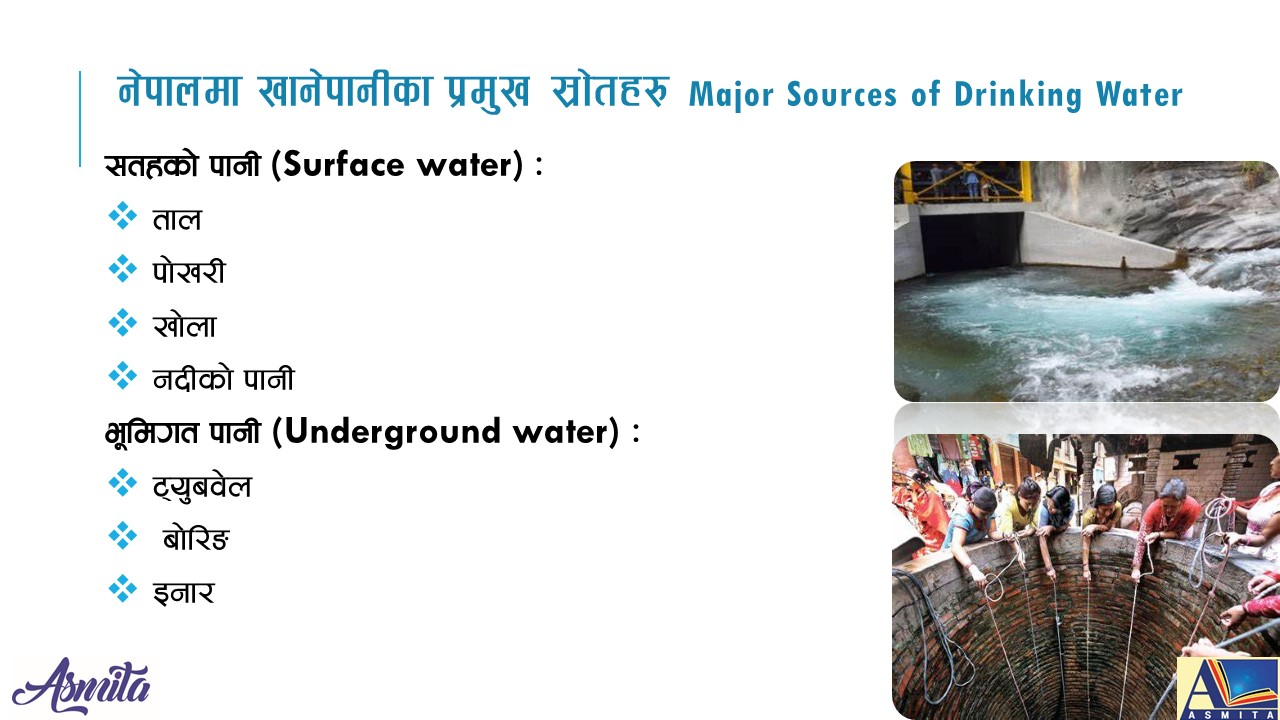 नेपालमा खानेपानीका प्रमुख स्रोतहरु Major Sources of Drinking Water
सतहको पानी (Surface water) :
❖ ताल
❖ पोखरी
❖ खोला
❖ नदीको पानी
भूमिगत पानी (Underground water) :
❖ ट्युबवेल
❖ बोरिङ
❖ इनार
Asmita
ASMITA